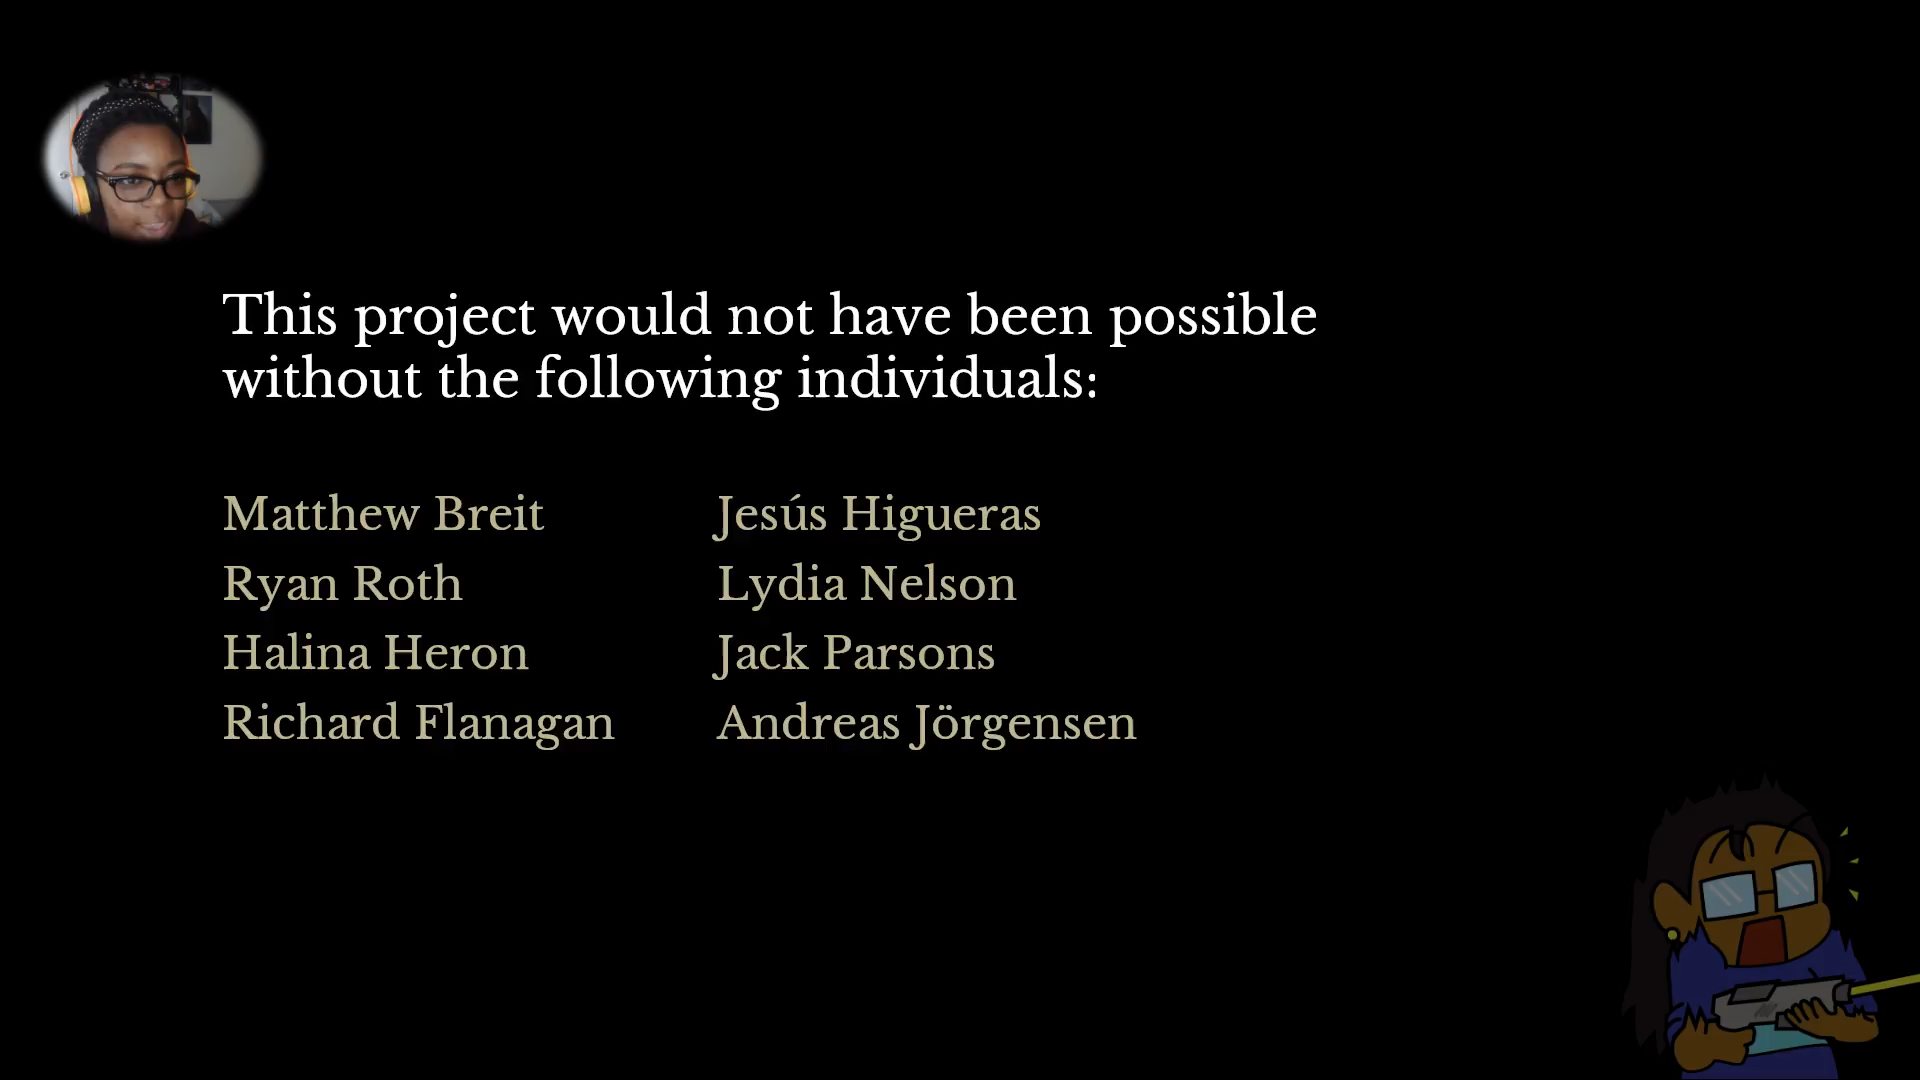 This project would not have been possible
without the following individuals:
Matthew Breit
Ryan Roth
Halina Heron
Richard Flanagan
Jesús Higueras
Lydia Nelson
Jack Parsons
Andreas Jörgensen